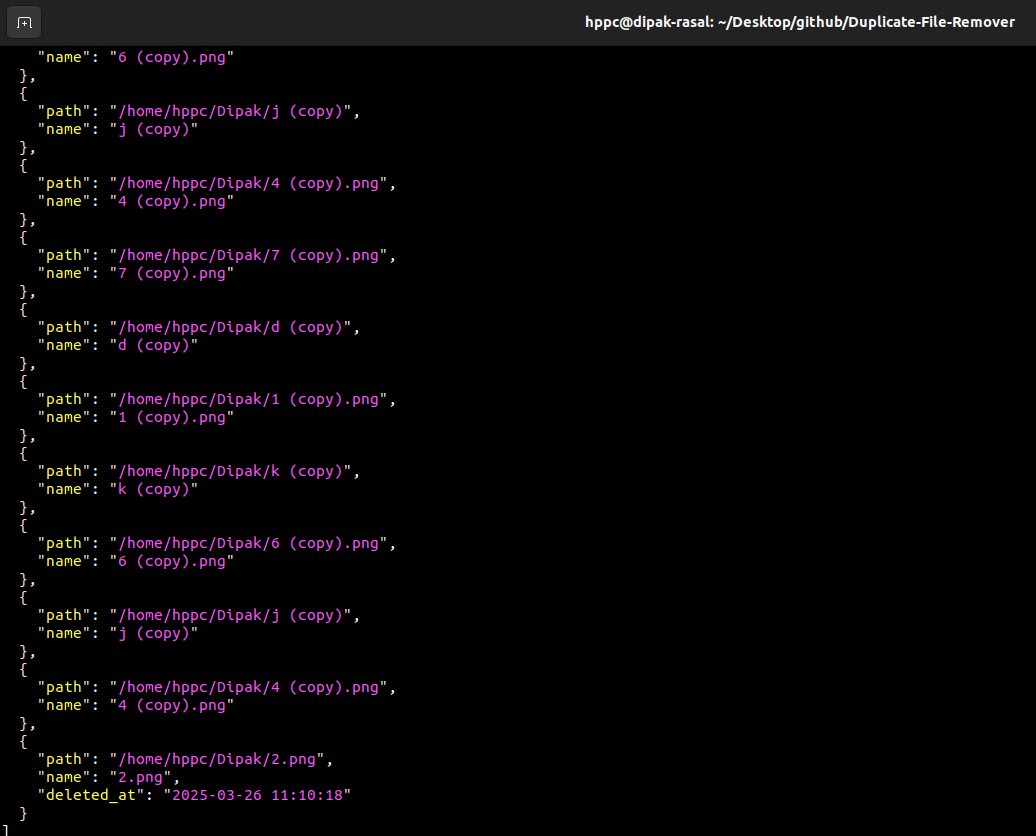 hppc@dipak-rasal: ~/Desktop/github/Duplicate-File-Remover
    "name": "6 (copy).png"
  },
  {
    "path": "/home/hppc/Dipak/j (copy)",
    "name": "j (copy)"
  },
  {
    "path": "/home/hppc/Dipak/4 (copy).png",
    "name": "4 (copy).png"
  },
  {
    "path": "/home/hppc/Dipak/7 (copy).png",
    "name": "7 (copy).png"
  },
  {
    "path": "/home/hppc/Dipak/d (copy)",
    "name": "d (copy)"
  },
  {
    "path": "/home/hppc/Dipak/1 (copy).png",
    "name": "1 (copy).png"
  },
  {
    "path": "/home/hppc/Dipak/k (copy)",
    "name": "k (copy)"
  },
  {
    "path": "/home/hppc/Dipak/6 (copy).png",
    "name": "6 (copy).png"
  },
  {
    "path": "/home/hppc/Dipak/j (copy)",
    "name": "j (copy)"
  },
  {
    "path": "/home/hppc/Dipak/4 (copy).png",
    "name": "4 (copy).png"
  },
  {
    "path": "/home/hppc/Dipak/2.png",
    "name": "2.png",
    "deleted_at": "2025-03-26 11:10:18"
  }
]